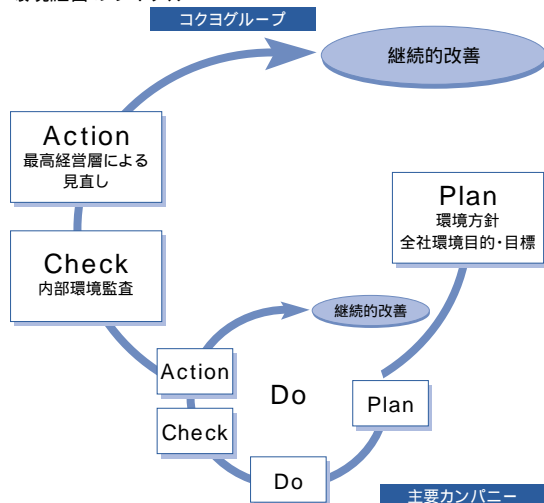 コクヨグループ
継続的改善
Action
最高経営層による
見直し
Plan
環境方針
全社環境目的・目標
Check
内部環境監査
継続的改善
Action
Do
Plan
Check
Do
主要カンパニー